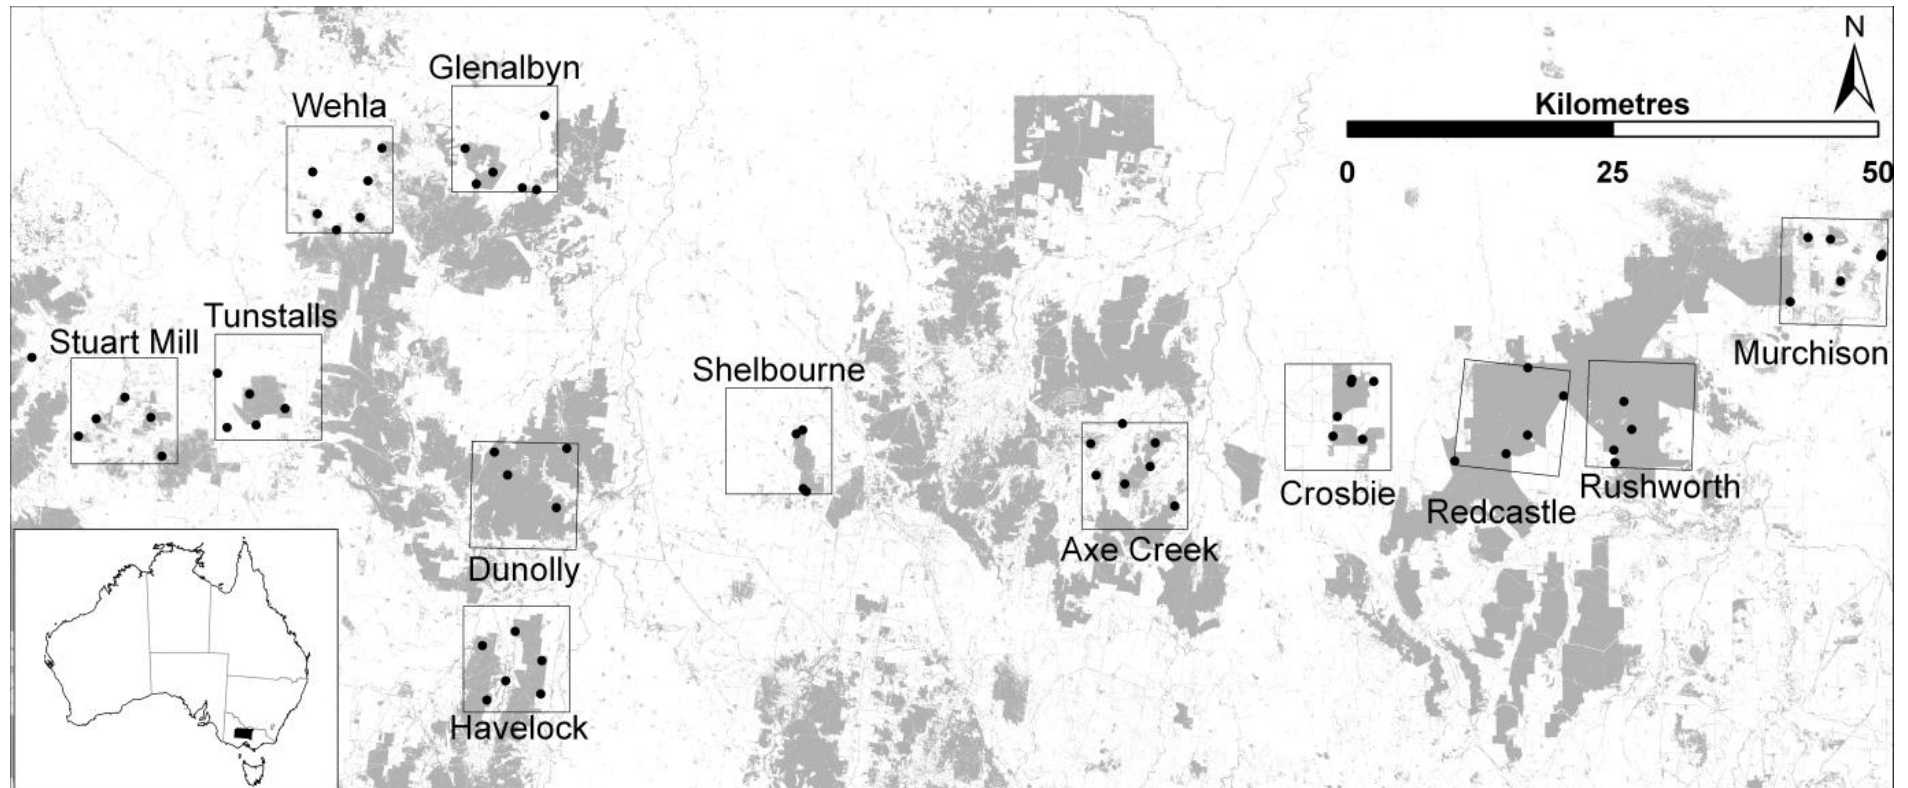 N
Glenalbyn
Kilometres
Wehla
0 25 50
Tunstalls
Stuart Mill
Murchison
Shelbourne
Crosbie
Rushworth
Redcastle
Axe Creek
Dunolly
Havelock